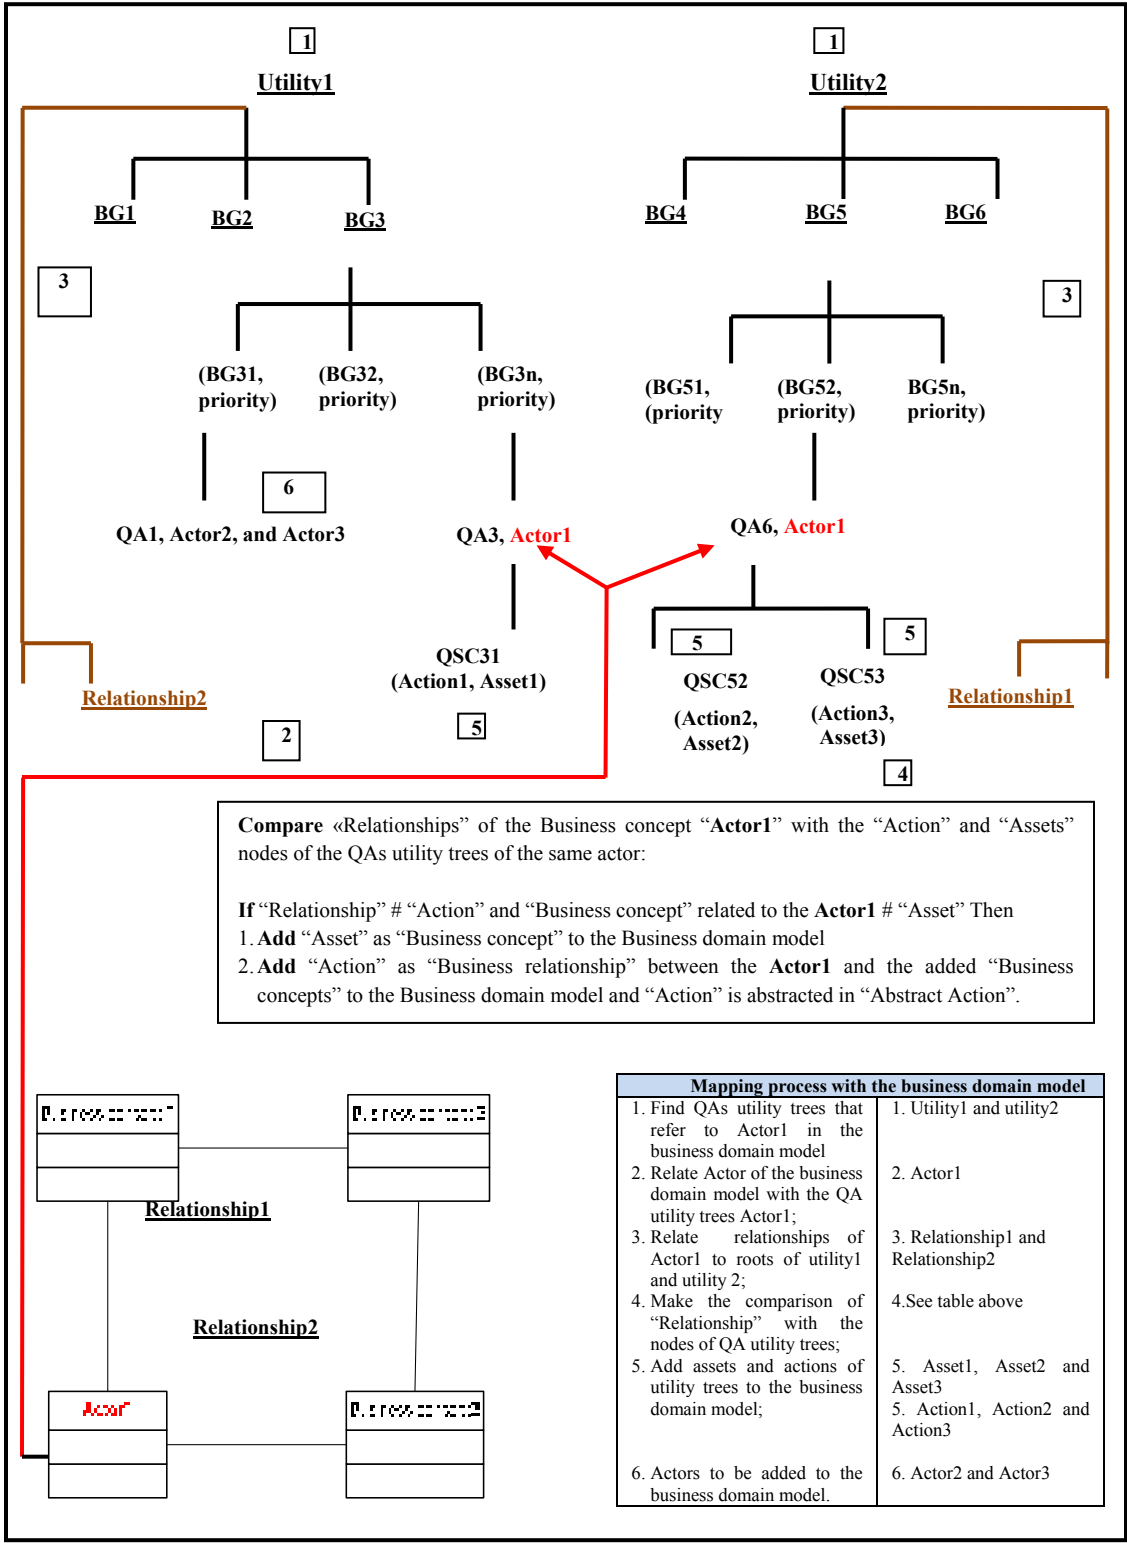 1
1
Utility1
Utility2
BG1
BG2
BG3
BG4
BG5
BG6
3
3
(BG31,
priority)
(BG32,
priority)
(BG3n,
priority)
(BG51,
(priority
(BG52,
priority)
BG5n,
priority)
6
QA1, Actor2, and Actor3
QA3, Actor1
QA6, Actor1
5
5
QSC31
(Action1, Asset1)
QSC52
(Action2,
Asset2)
QSC53
(Action3,
Asset3)
Relationship2
Relationship1
2
5
4
Compare «Relationships” of the Business concept “Actor1” with the “Action” and “Assets”
nodes of the QAs utility trees of the same actor:
If “Relationship” # “Action” and “Business concept” related to the Actor1 # “Asset” Then
1. Add “Asset” as “Business concept” to the Business domain model
2. Add “Action” as “Business relationship” between the Actor1 and the added “Business
concepts” to the Business domain model and “Action” is abstracted in “Abstract Action”.
Relationship1
Relationship2
Mapping process with the business domain model
1. Find QAs utility trees that
refer to Actor1 in the
business domain model
1. Utility1 and utility2
2. Relate Actor of the business
domain model with the QA
utility trees Actor1;
2. Actor1
3. Relate relationships of
Actor1 to roots of utility1
and utility 2;
3. Relationship1 and
Relationship2
4. Make the comparison of
“Relationship” with the
nodes of QA utility trees;
4.See table above
5. Add assets and actions of
utility trees to the business
domain model;
5. Asset1, Asset2 and
Asset3
5. Action1, Action2 and
Action3
6. Actors to be added to the
business domain model.
6. Actor2 and Actor3